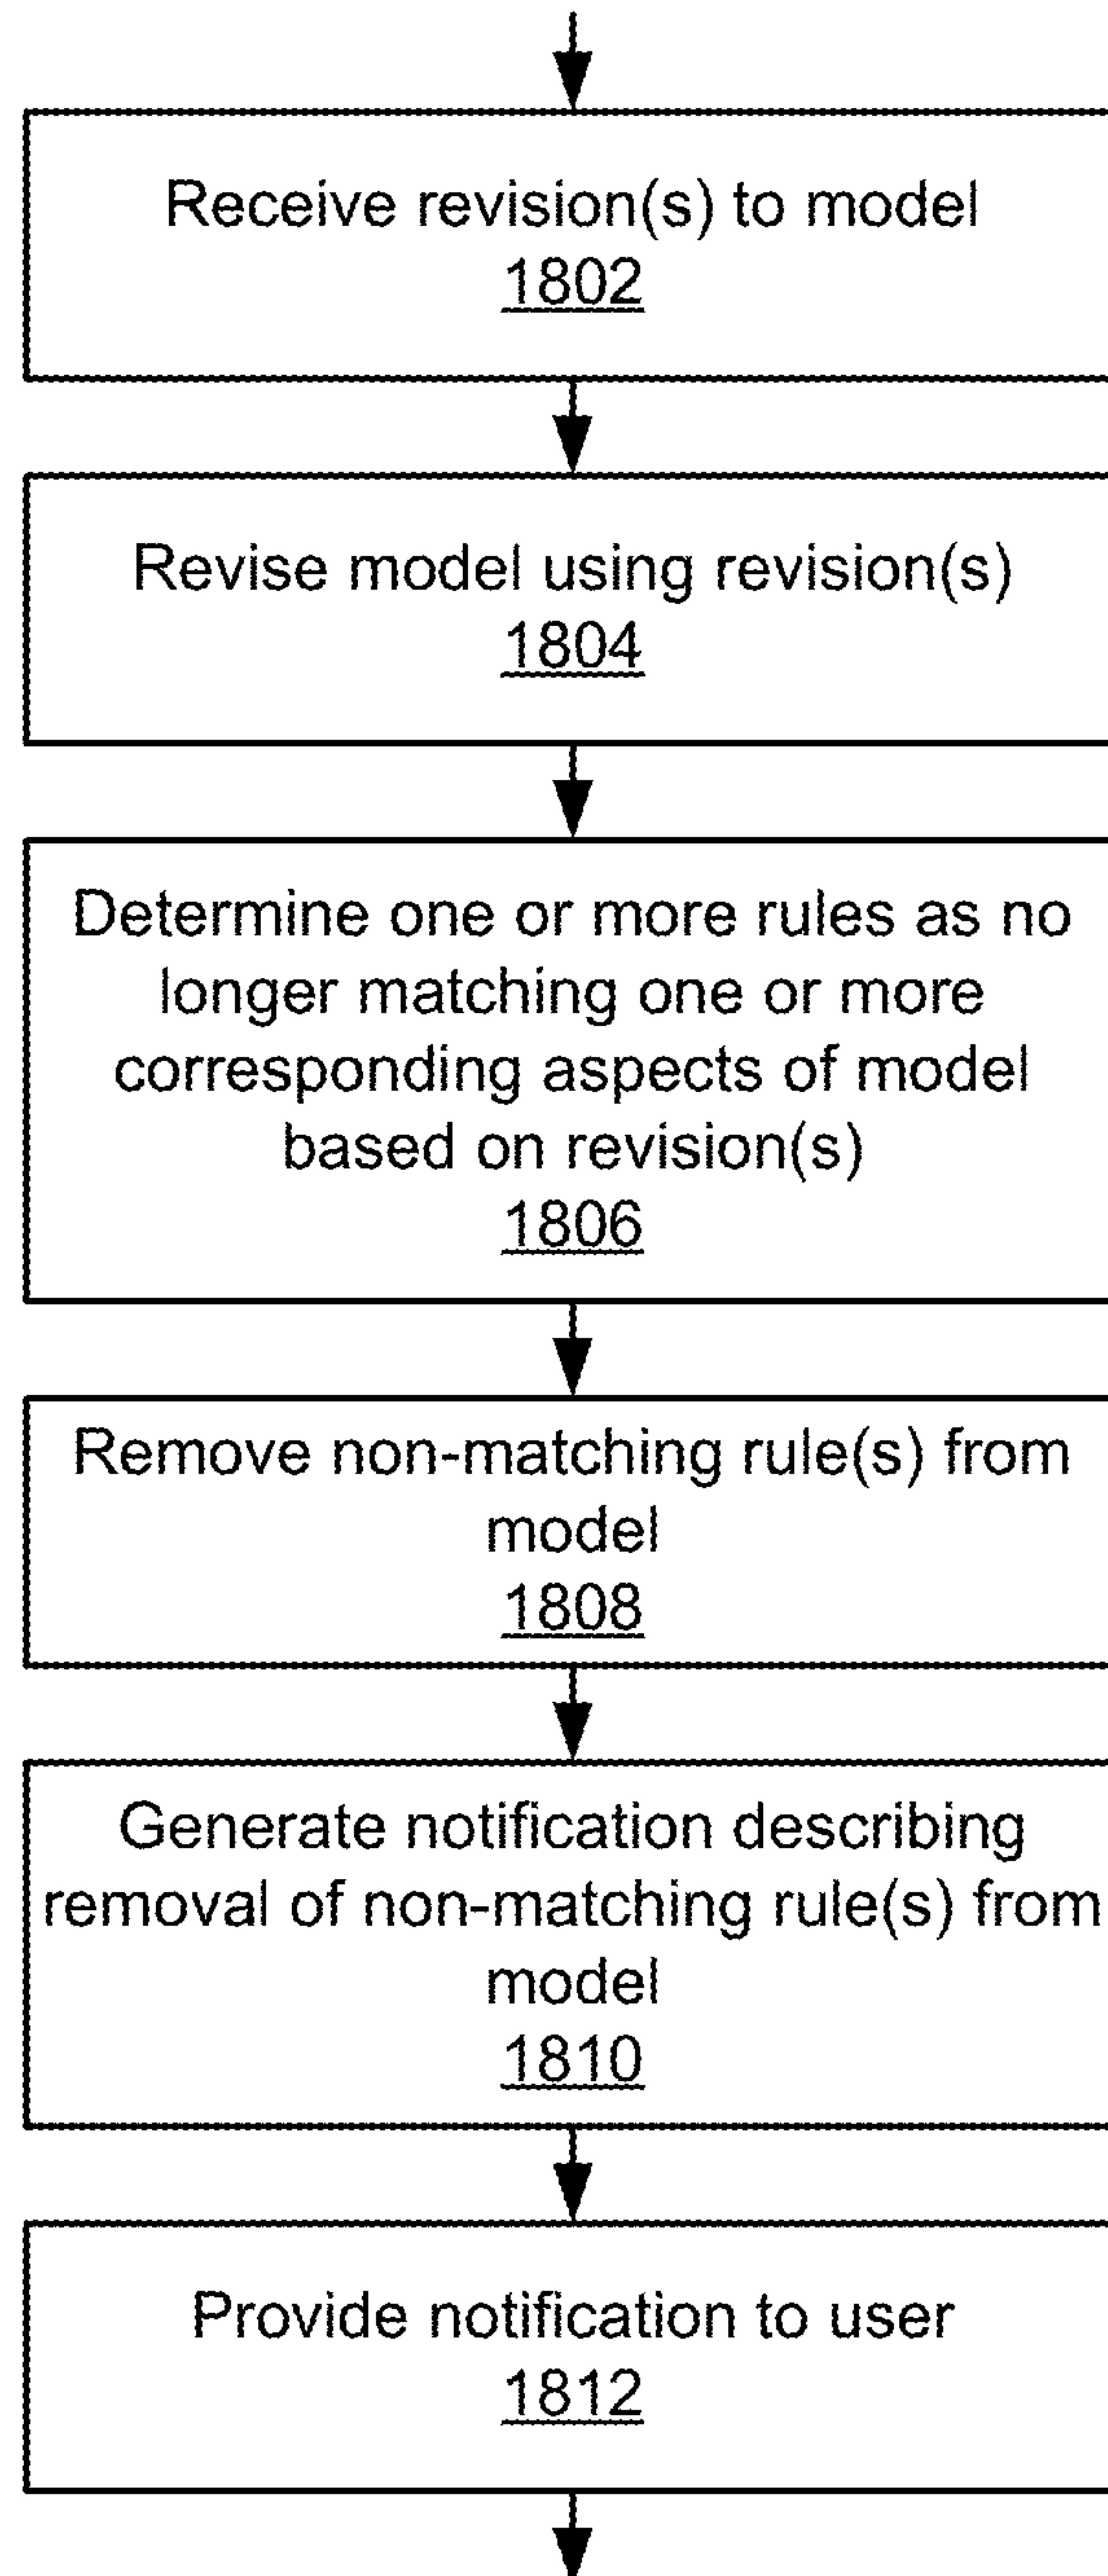 Receive revision(s) to model
1802
Revise model using revision(s)
1804
Determine one or more rules as no
longer matching one or more
corresponding aspects of model
based on revision(s)
1806
Remove non-matching rule(s) from
model
1808
Generate notification describing
removal of non-matching rule(s) from
model
1810
Provide notification to user
1812